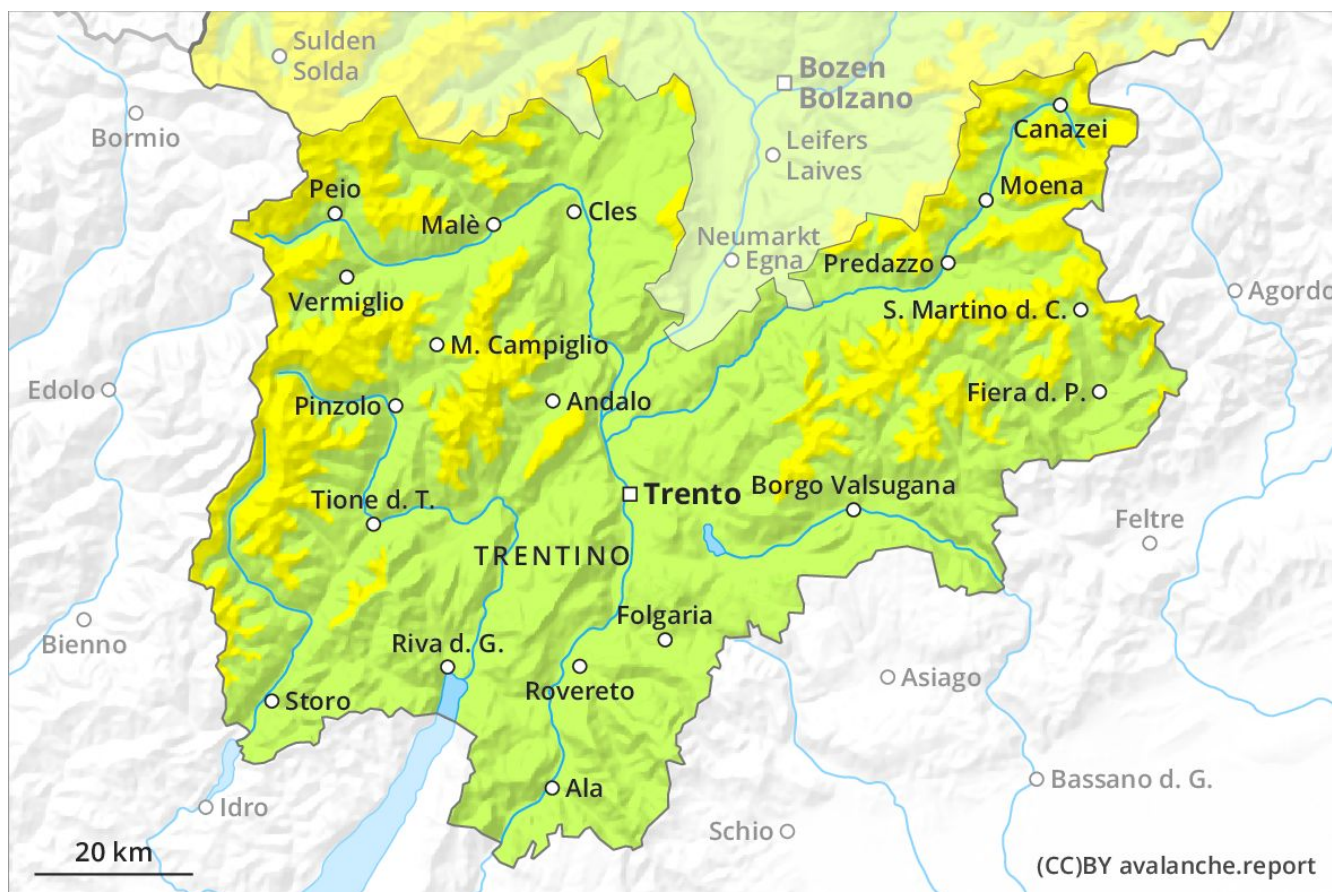 Sulden
Solda
Bozen
Bolzano
Bormio
Canazei
Leifers
Laives
Peio
Moena
Malè
Cles
Neumarkt
Egna
Predazzo
Vermiglio
Agordo
S. Martino d. C.
M. Campiglio
Edolo
Fiera d. P.
Pinzolo
Andalo
Trento
Borgo Valsugana
Tione d. T.
Feltre
TRENTINO
Bienno
Folgaria
Riva d. G.
Asiago
Rovereto
Storo
Bassano d. G.
Ala
Idro
Schio
20 km
(CC)BY avalanche.report